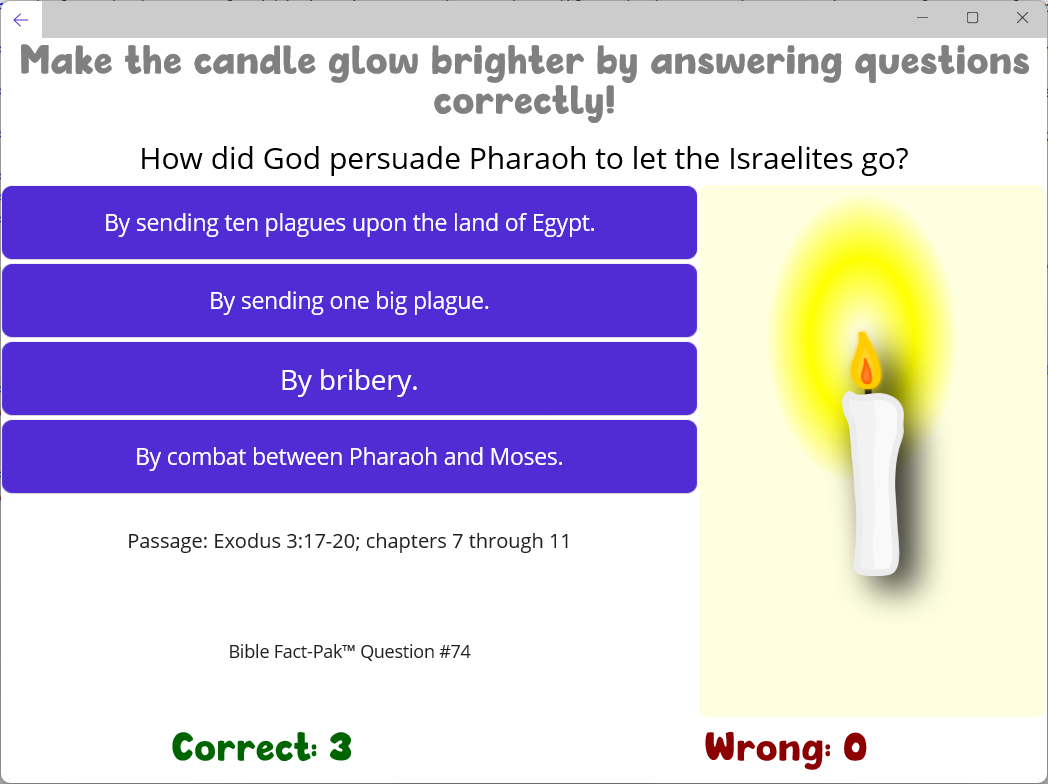 Make the candle glow brighter by answering questions
correctly!
How did God persuade Pharaoh to let the Israelites go?
By sending ten plagues upon the land of Egypt.
By sending one big plague.
By bribery.
By combat between Pharaoh and Moses.
Passage: Exodus 3:17-20; chapters 7 through 11
Bible Fact-Pak™ Question #74
Correct: 3
Wrong: 0